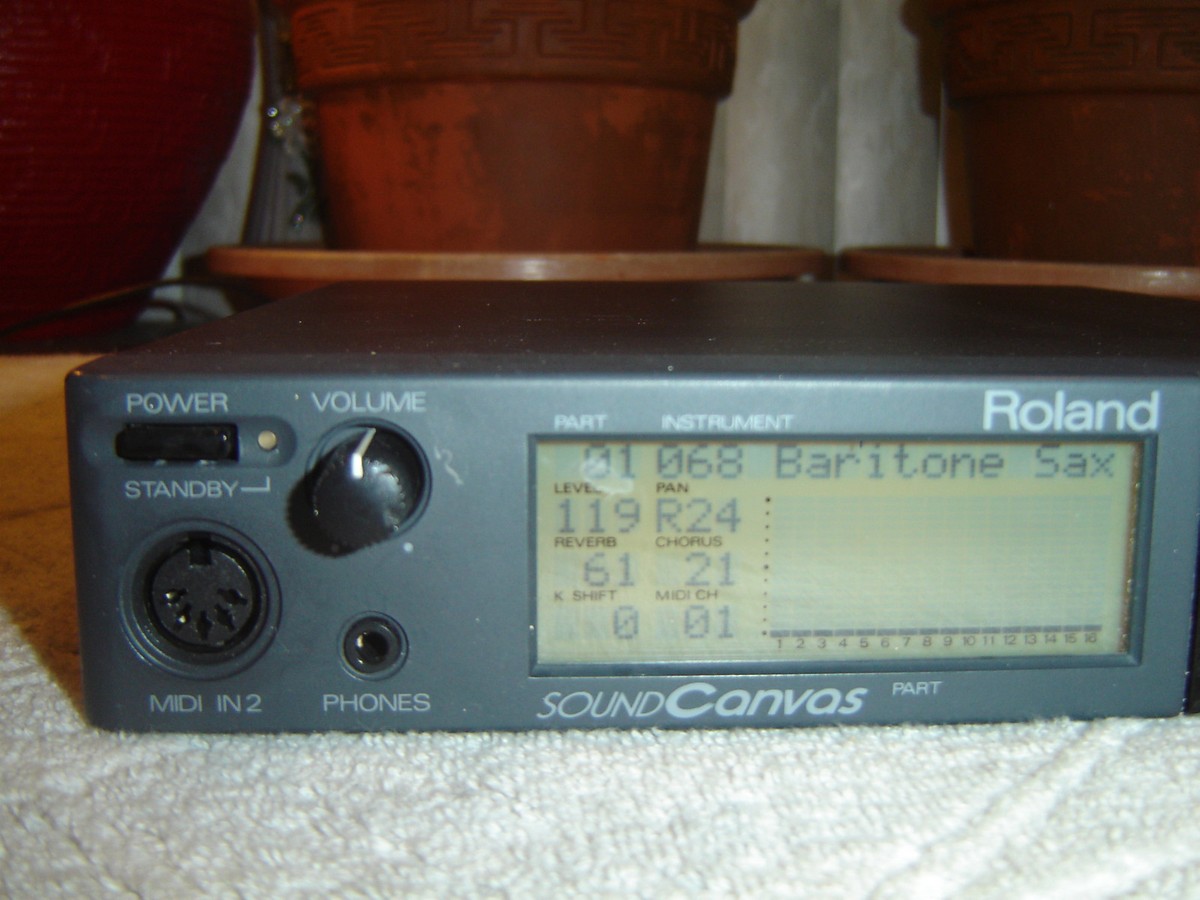 POWER
VOLUME
STANDBY
MIDI IN 2
PHONES
Roland
PART INSTRUMENT
01 068 Baritone Sax
LEVEL PAN
119 R24
REVERB CHORUS
61 21
K SHIFT MIDI CH
0 01
1 2 3 4 5 6 7 8 9 10 11 12 13 14 15 16
SOUND Canvas
PART